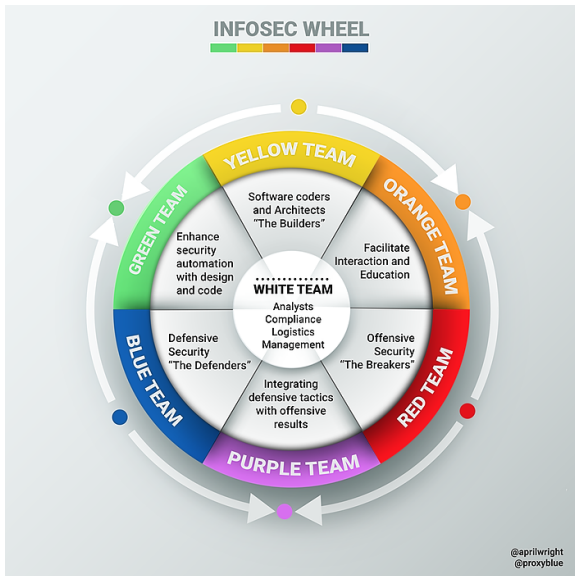 INFOSEC WHEEL
YELLOW TEAM
Software coders
and Architects
"The Builders"
ORANGE TEAM
Facilitate
Interaction and
Education
RED TEAM
Offensive
Security
"The Breakers"
PURPLE TEAM
Integrating
defensive tactics
with offensive
results
BLUE TEAM
Defensive
Security
"The Defenders"
GREEN TEAM
Enhance
security
automation
with design
and code
WHITE TEAM
Analysts
Compliance
Logistics
Management
@aprilwright
@proxyblue